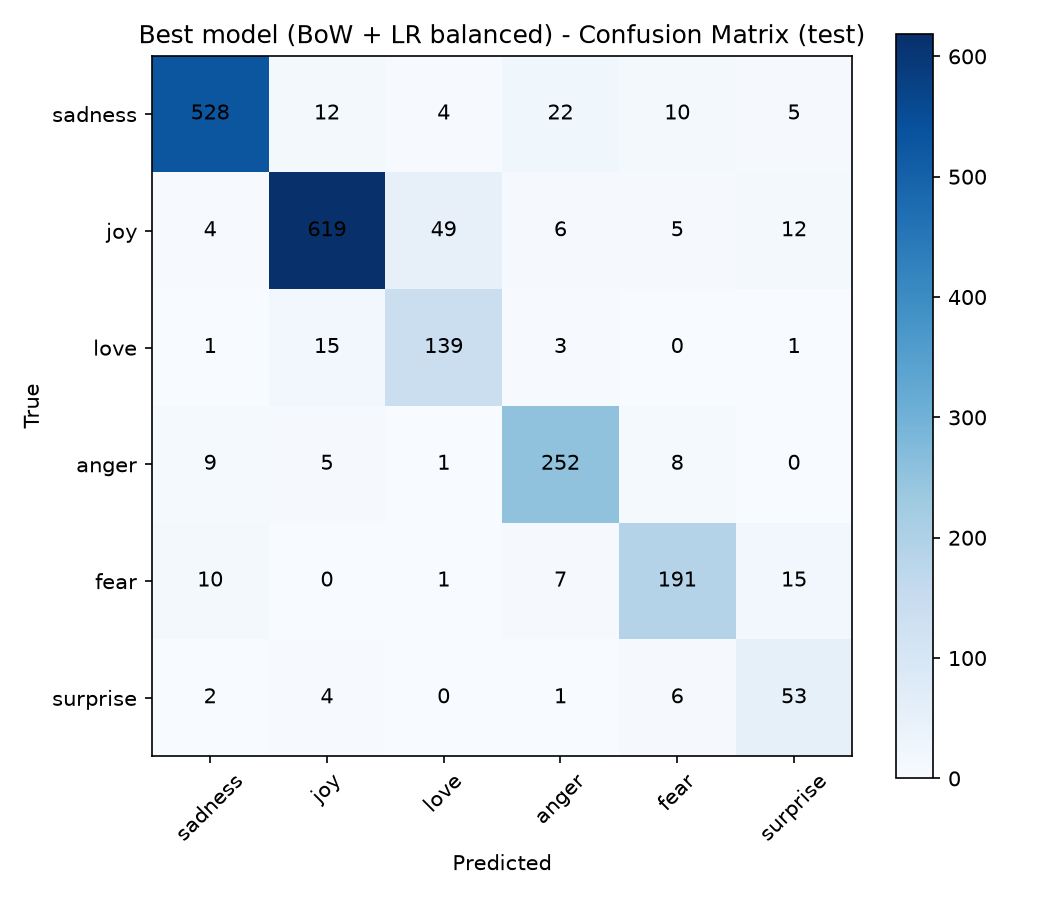 Best model (BoW + LR balanced) - Confusion Matrix (test)
sadness 528 12 4 22 10 5
joy 4 619 49 6 5 12
love 1 15 139 3 0 1
anger 9 5 1 252 8 0
fear 10 0 1 7 191 15
surprise 2 4 0 1 6 53
True
sadness joy love anger fear surprise
Predicted
600
500
400
300
200
100
0